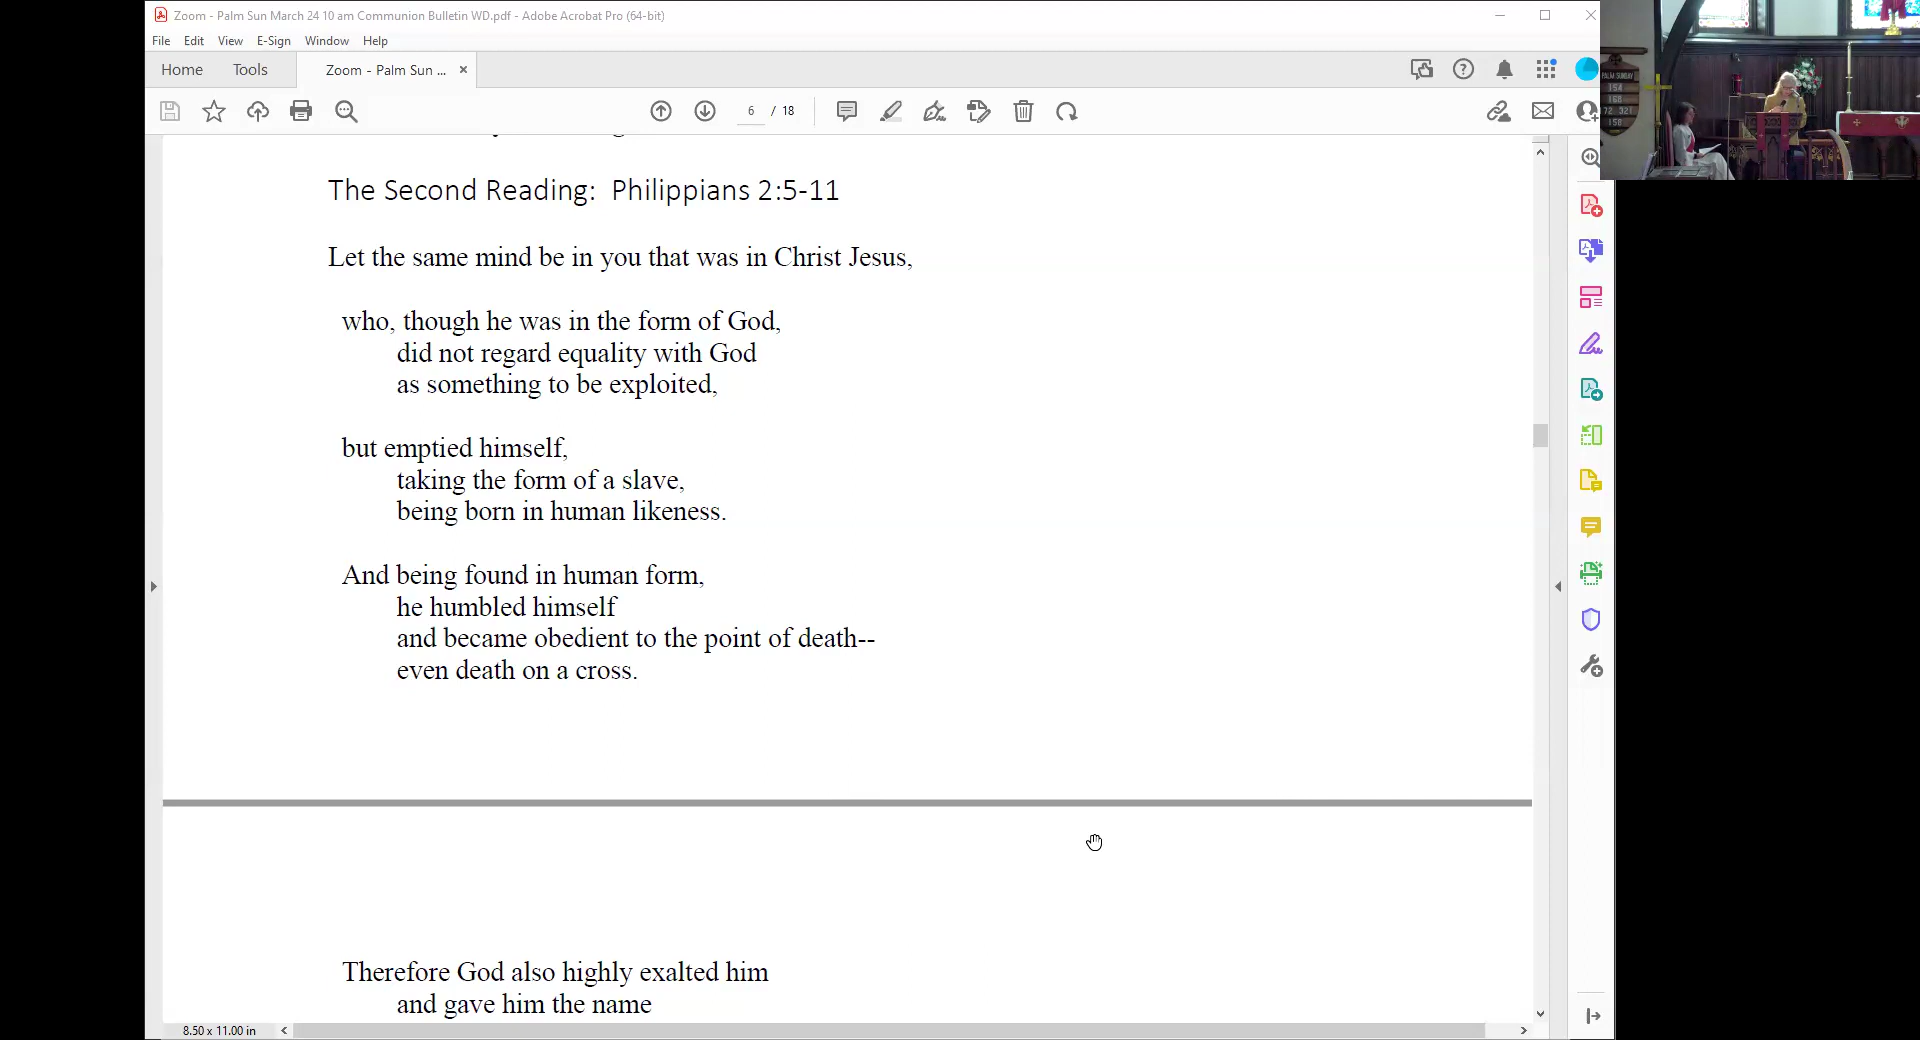 Zoom - Palm Sun March 24 10 am Communion Bulletin WD.pdf - Adobe Acrobat Pro (64-bit)
File Edit View E-Sign Window Help
Home Tools Zoom - Palm Sun ...
6 / 18
PALM SUNDAY
154
168
158
The Second Reading: Philippians 2:5-11
Let the same mind be in you that was in Christ Jesus,
who, though he was in the form of God,
did not regard equality with God
as something to be exploited,
but emptied himself,
taking the form of a slave,
being born in human likeness.
And being found in human form,
he humbled himself
and became obedient to the point of death--
even death on a cross.
Therefore God also highly exalted him
and gave him the name
8.50 x 11.00 in